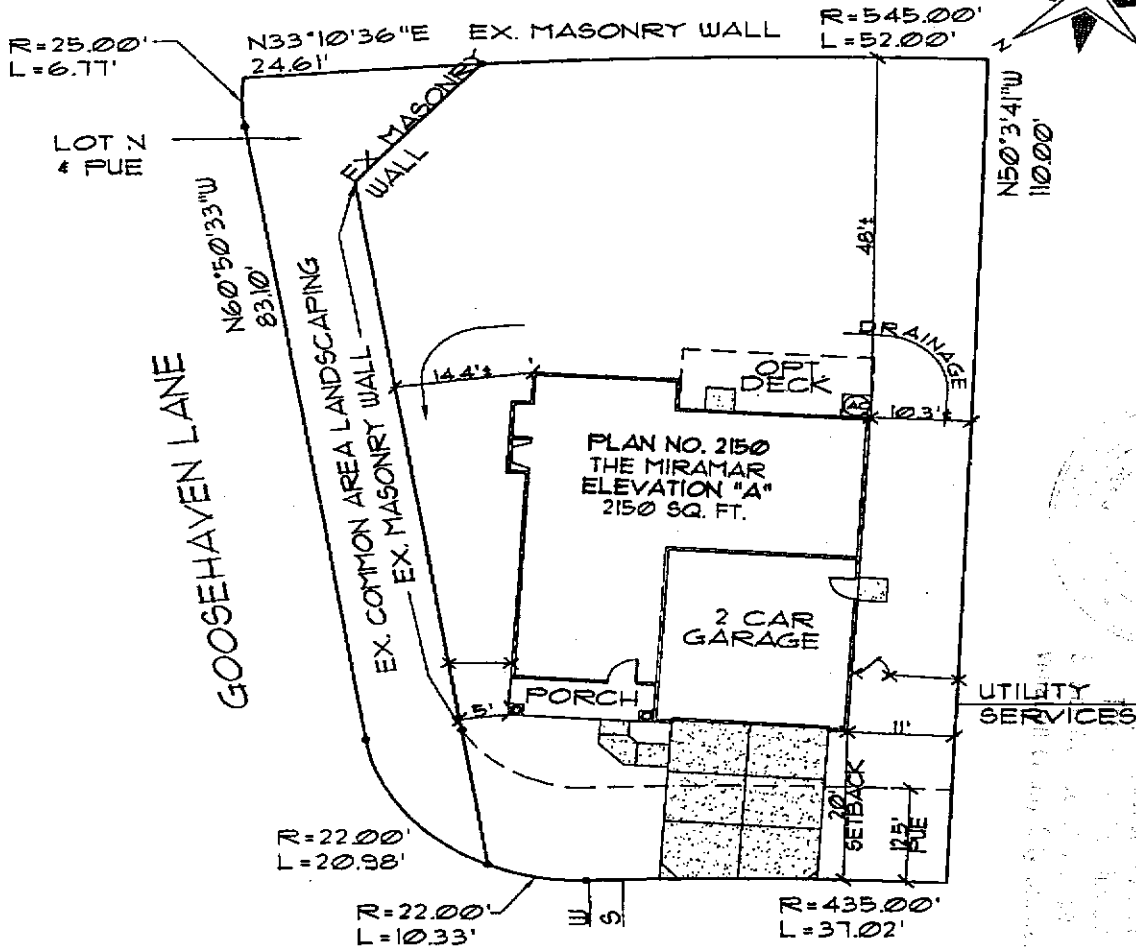 R=25.00'
L=6.77'
N33°10'36"E
24.61'
EX. MASONRY WALL
R=545.00'
L=52.00'
N
LOT N
& PUE
EX MASONRY
WALL
N50°3'41"W
110.00'
N60°50'33"W
83.10'
48'±
EX. COMMON AREA LANDSCAPING
EX. MASONRY WALL
GOOSEHAVEN LANE
DRAINAGE
14.4'±
OPT.
DECK
AC
10.3'±
PLAN NO. 2150
THE MIRAMAR
ELEVATION "A"
2150 SQ. FT.
2 CAR
GARAGE
PORCH
5'
UTILITY
SERVICES
11'
20'
SETBACK
12.5'
PUE
R=22.00'
L=20.98'
R=22.00'
L=10.33'
W
S
R=435.00'
L=37.02'